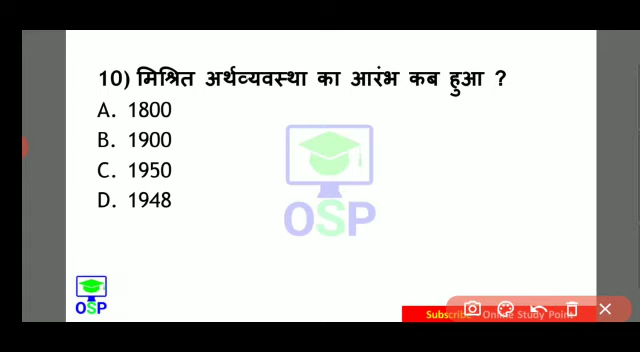 10) मिश्रित अर्थव्यवस्था का आरंभ कब हुआ ?
A. 1800
B. 1900
C. 1950
D. 1948
OSP
OSP
Subscribe Online Study Point